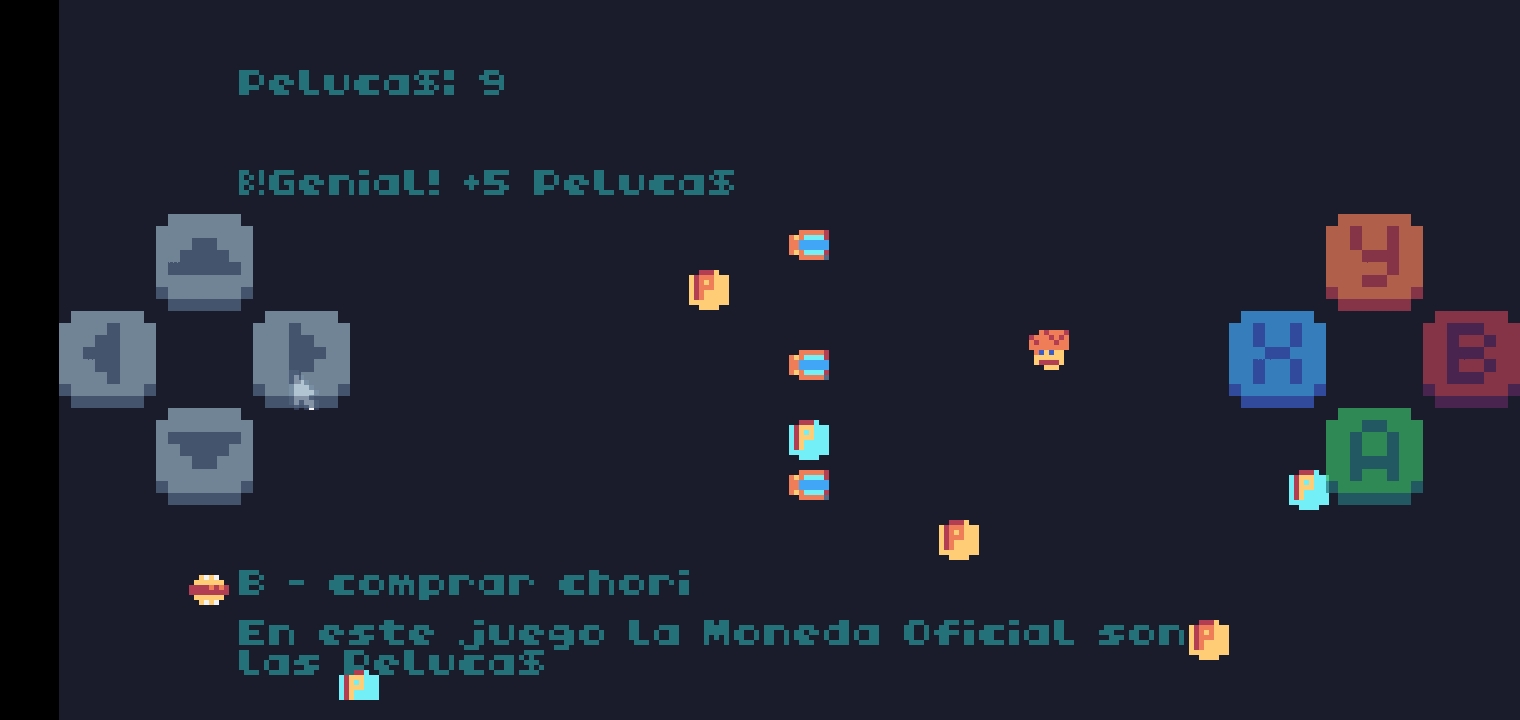 Peluca$: 9
B!Genial! +5 Peluca$
P
Y
X
B
P
A
P
P
B - comprar chori
En este juego la Moneda Oficial son
P
las Peluca$
P